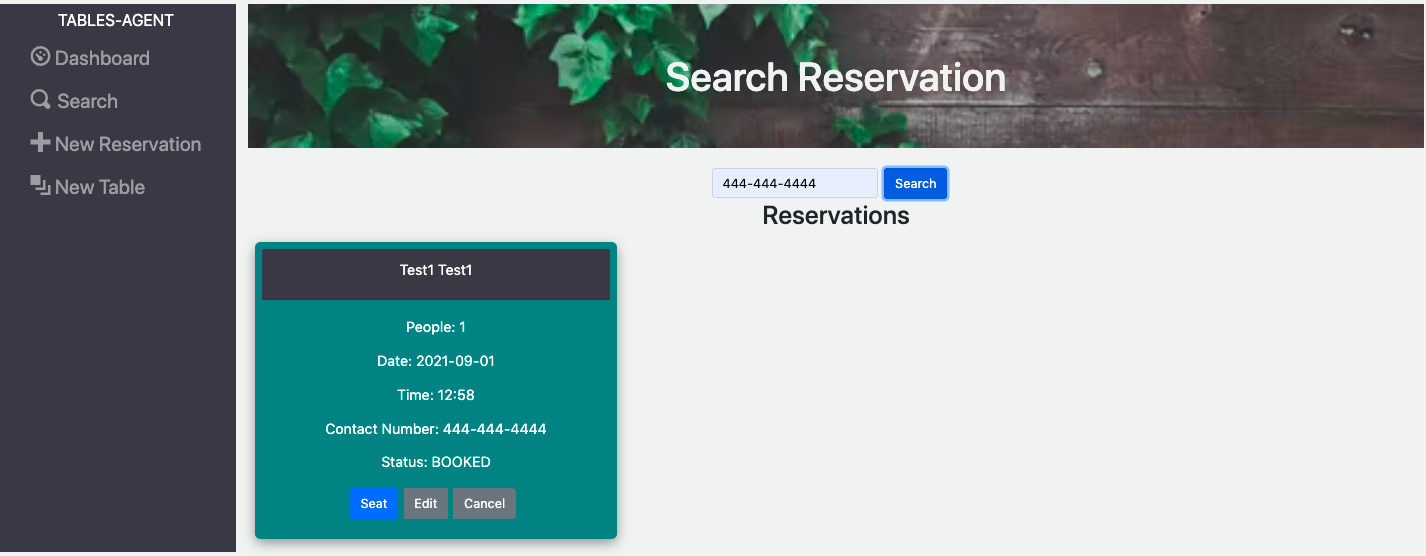 TABLES-AGENT
Dashboard
Search
New Reservation
New Table
Search Reservation
444-444-4444
Search
Reservations
Test1 Test1
People: 1
Date: 2021-09-01
Time: 12:58
Contact Number: 444-444-4444
Status: BOOKED
Seat Edit Cancel